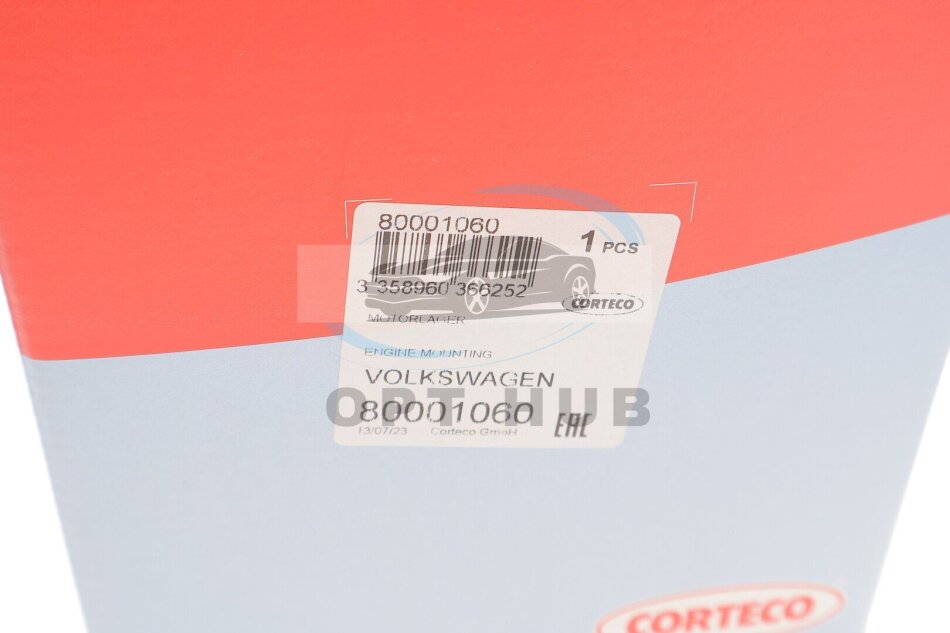 80001060
1 PCS
3 358960 366252
CORTECO
MOTORLAGER
ENGINE MOUNTING
VOLKSWAGEN
OPT HUB
80001060
13/07/23 Corteco GmbH
EAC
CORTECO